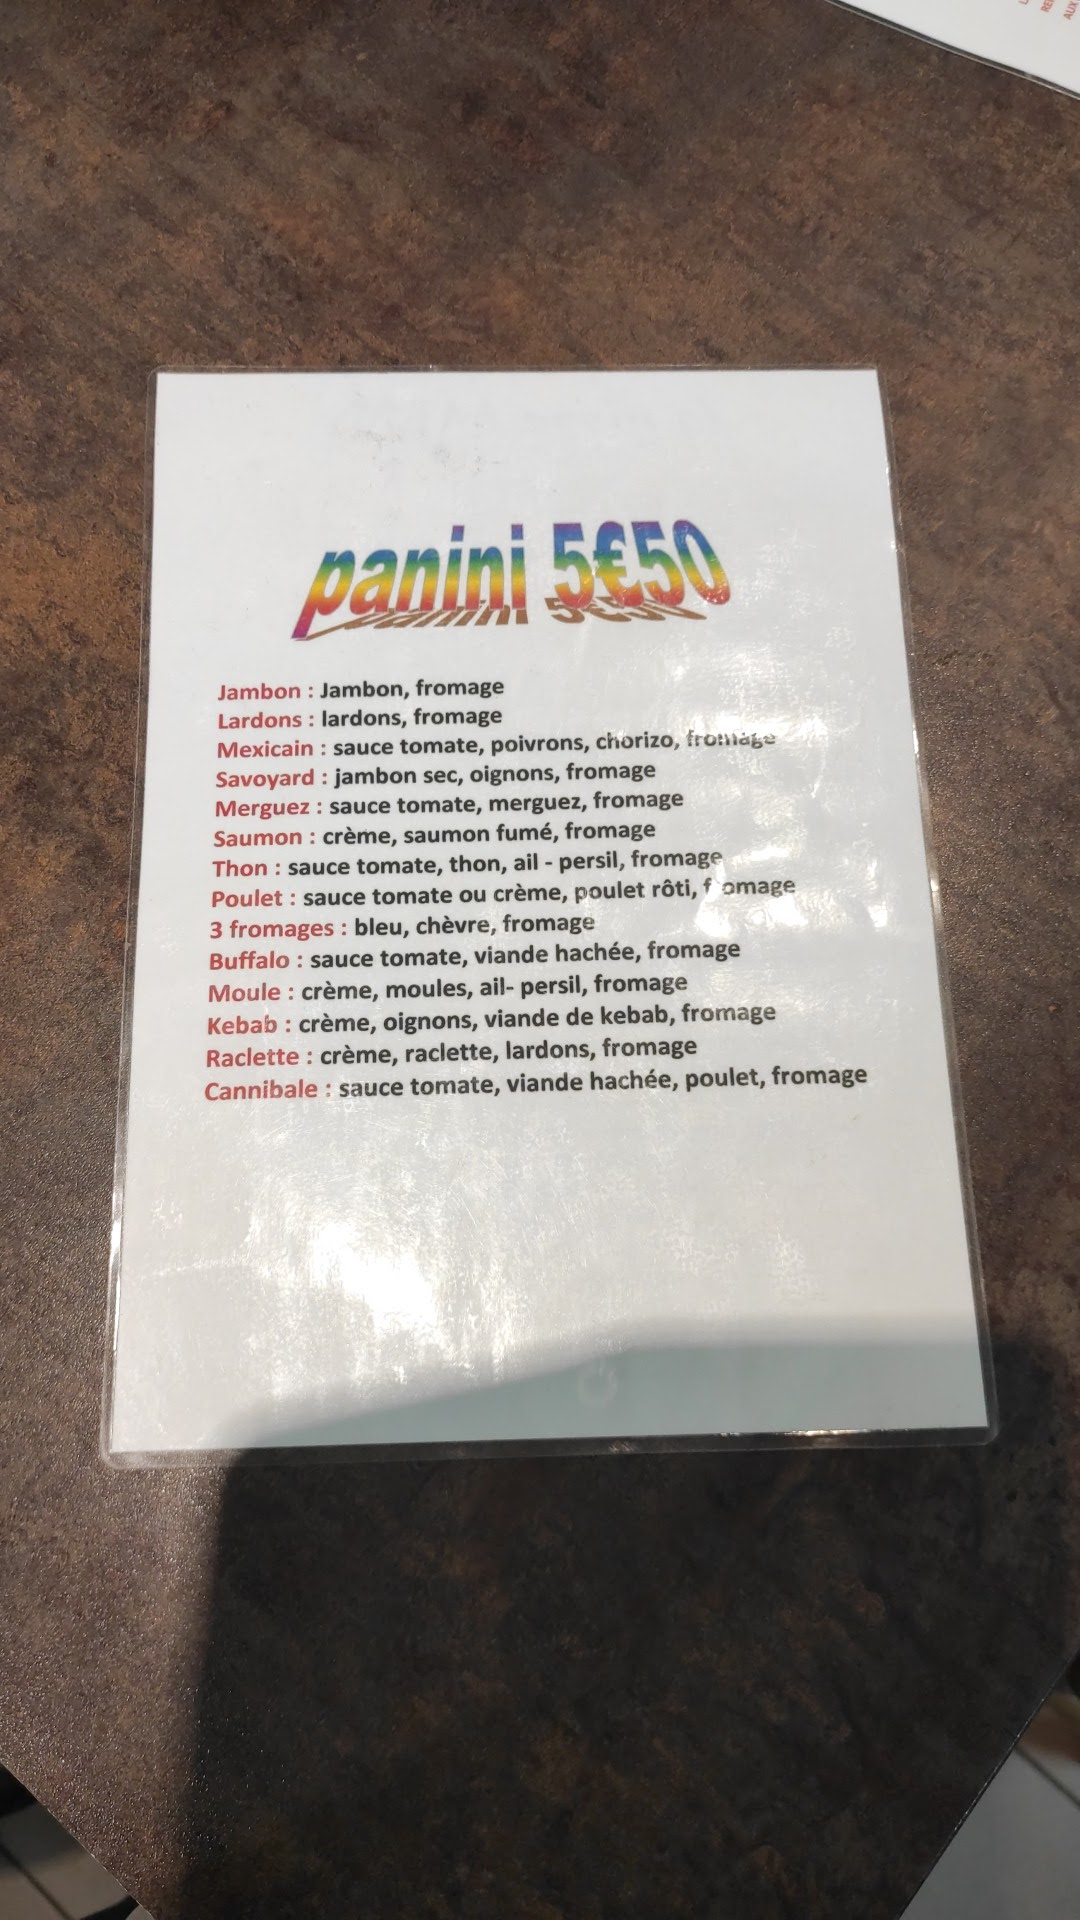 panini 5€50
Jambon : Jambon, fromage
Lardons : lardons, fromage
Mexicain : sauce tomate, poivrons, chorizo, fromage
Savoyard : jambon sec, oignons, fromage
Merguez : sauce tomate, merguez, fromage
Saumon : crème, saumon fumé, fromage
Thon : sauce tomate, thon, ail - persil, fromage
Poulet : sauce tomate ou crème, poulet rôti, fromage
3 fromages : bleu, chèvre, fromage
Buffalo : sauce tomate, viande hachée, fromage
Moule : crème, moules, ail- persil, fromage
Kebab : crème, oignons, viande de kebab, fromage
Raclette : crème, raclette, lardons, fromage
Cannibale : sauce tomate, viande hachée, poulet, fromage
AUX